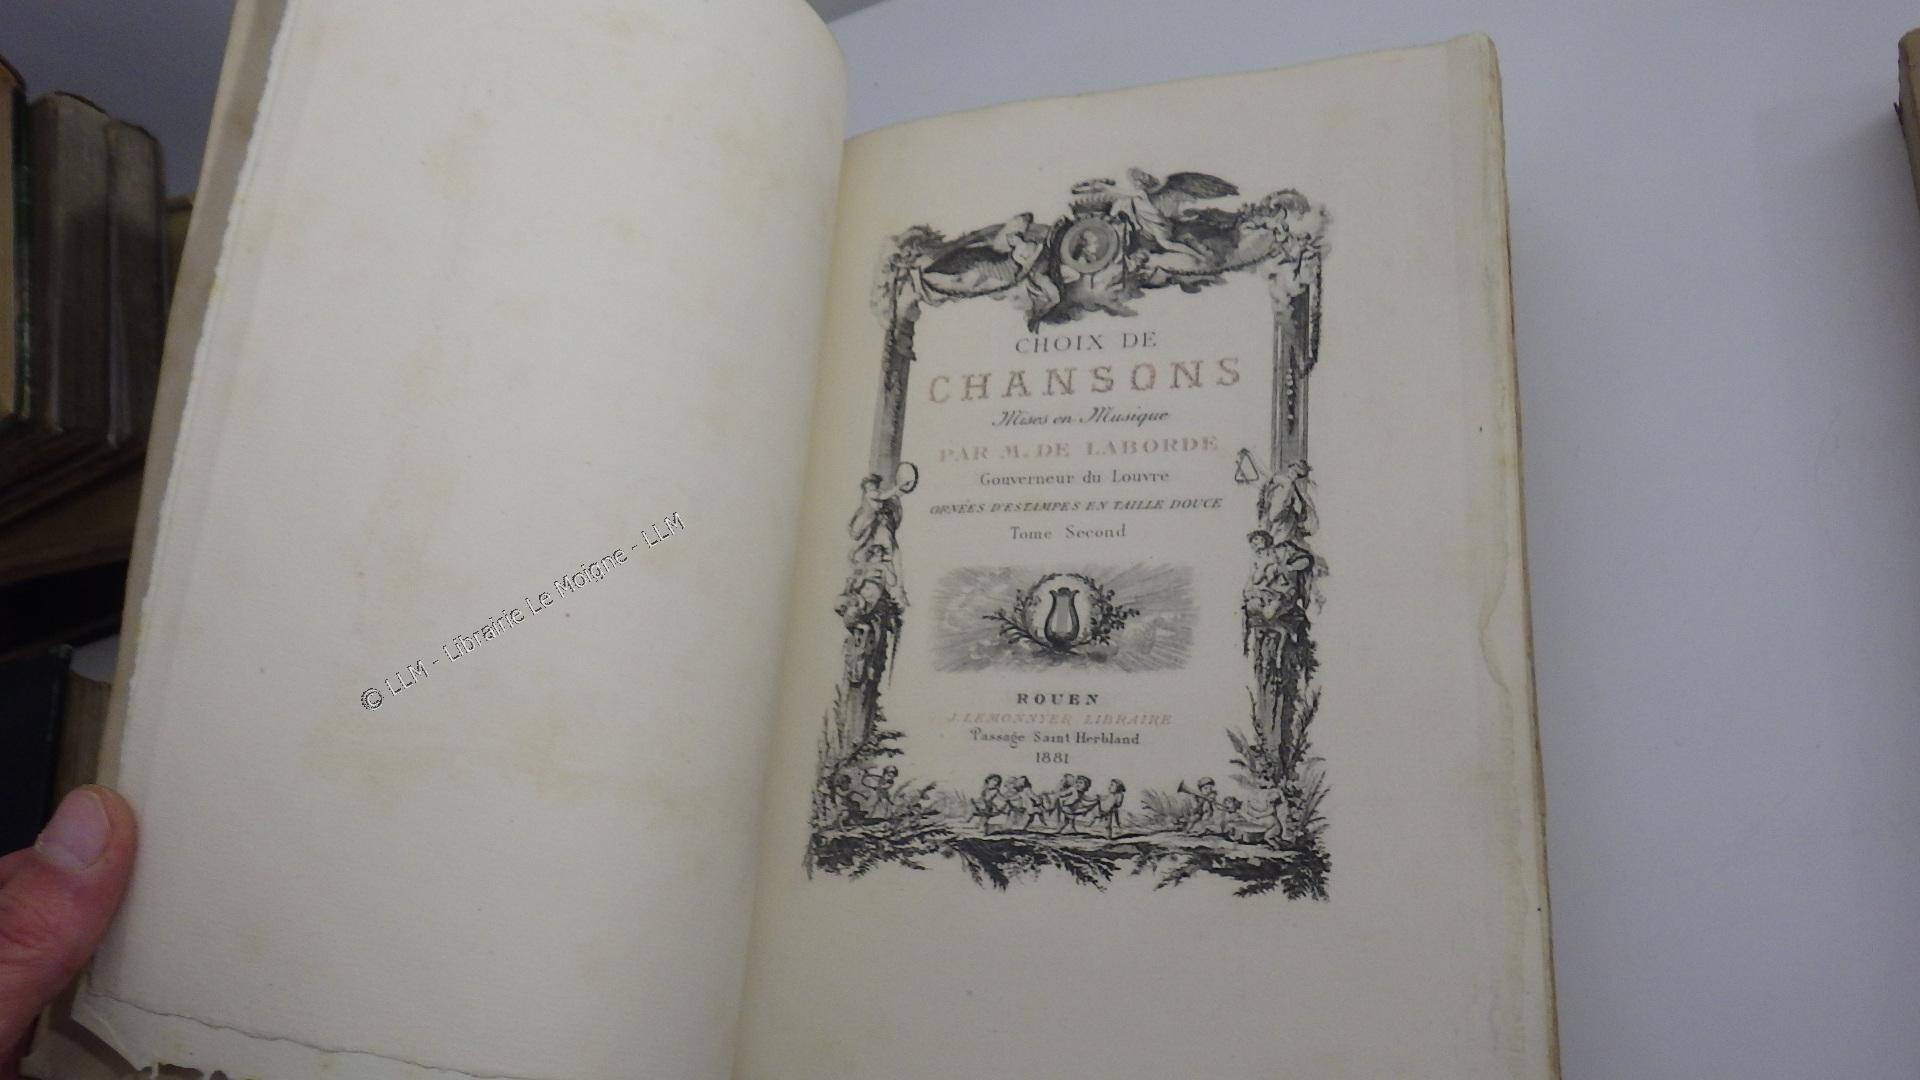 CHOIX DE
CHANSONS
Mises en Musique
PAR M. DE LABORDE
Gouverneur du Louvre
ORNÉES D'ESTAMPES EN TAILLE DOUCE
Tome Second
ROUEN
J. LEMONNYER LIBRAIRE
Passage Saint Herbland
1881
© LLM - Librairie Le Moigne - LLM